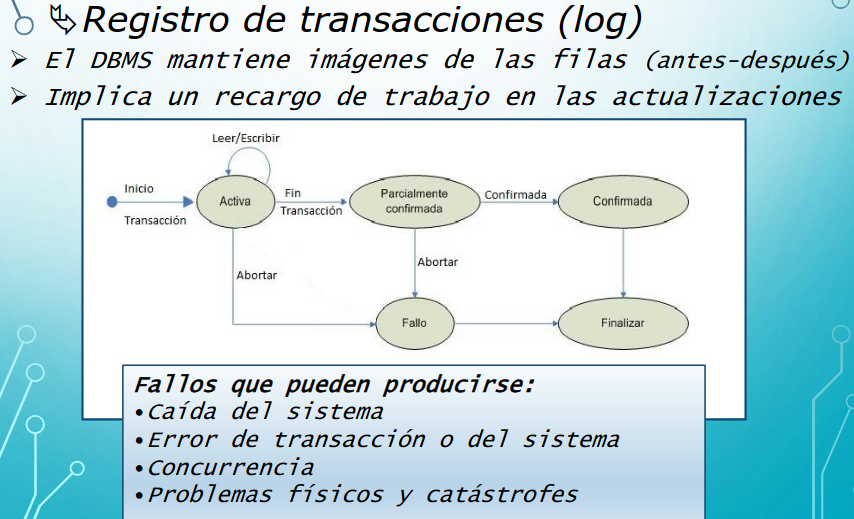 Registro de transacciones (log)
El DBMS mantiene imágenes de las filas (antes-después)
Implica un recargo de trabajo en las actualizaciones
Leer/Escribir
Inicio
Transacción
Activa
Fin
Transacción
Parcialmente
confirmada
Confirmada
Confirmada
Abortar
Abortar
Fallo
Finalizar
Fallos que pueden producirse:
•Caída del sistema
•Error de transacción o del sistema
•Concurrencia
•Problemas físicos y catástrofes